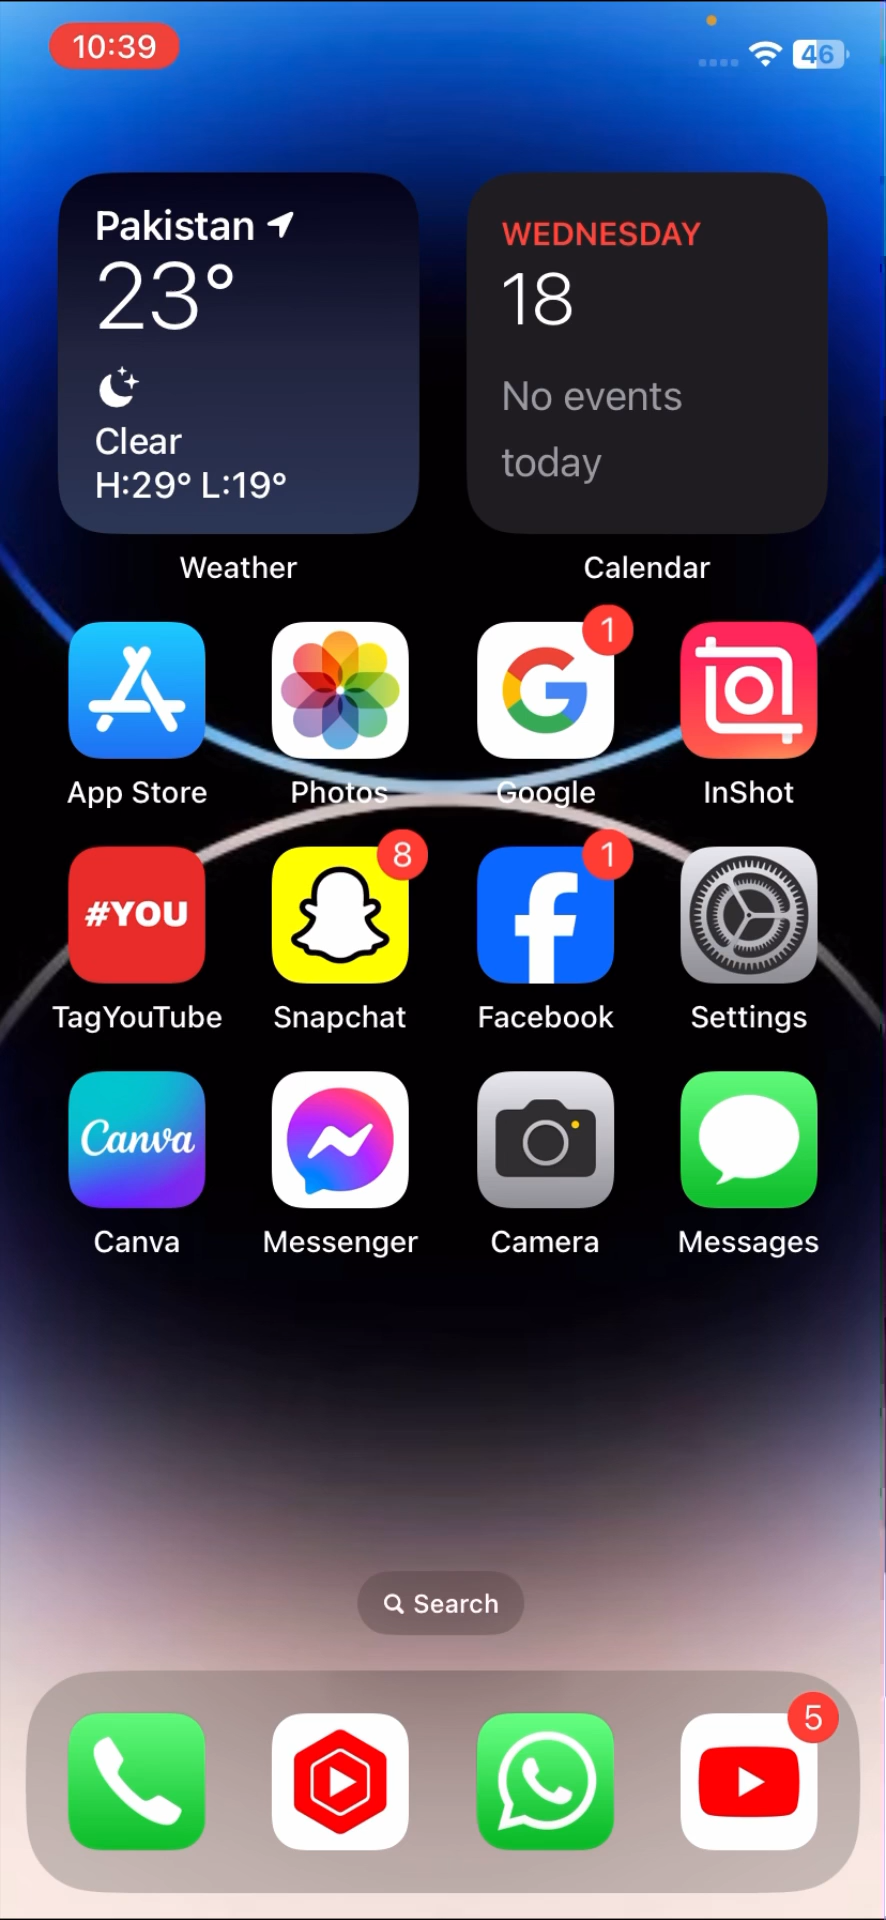 10:39
46
Pakistan
23°
Clear
H:29° L:19°
WEDNESDAY
18
No events
today
Weather
Calendar
1
App Store
Photos
Google
InShot
#YOU
8
1
TagYouTube
Snapchat
Facebook
Settings
Canva
Canva
Messenger
Camera
Messages
Search
5